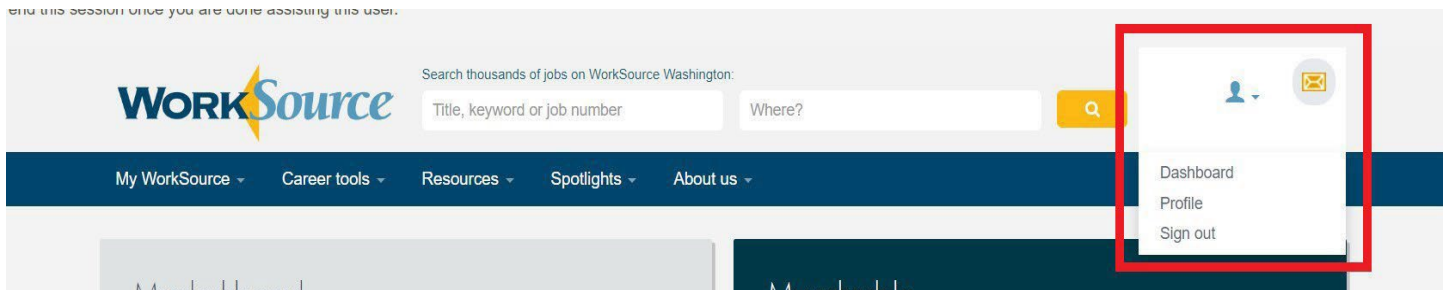 end this session once you are done assisting this user.
Search thousands of jobs on WorkSource Washington:
WORKSource
Title, keyword or job number
Where?
My WorkSource
Career tools
Resources
Spotlights
About us
Dashboard
Profile
Sign out